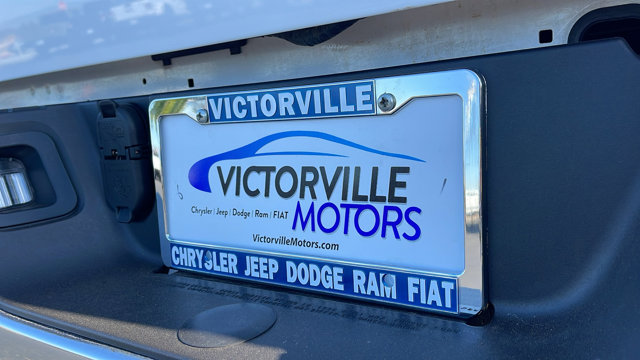 VICTORVILLE
VICTORVILLE
Chrysler | Jeep | Dodge | Ram | FIAT
MOTORS
VictorvilleMotors.com
CHRYSLER JEEP DODGE RAM FIAT